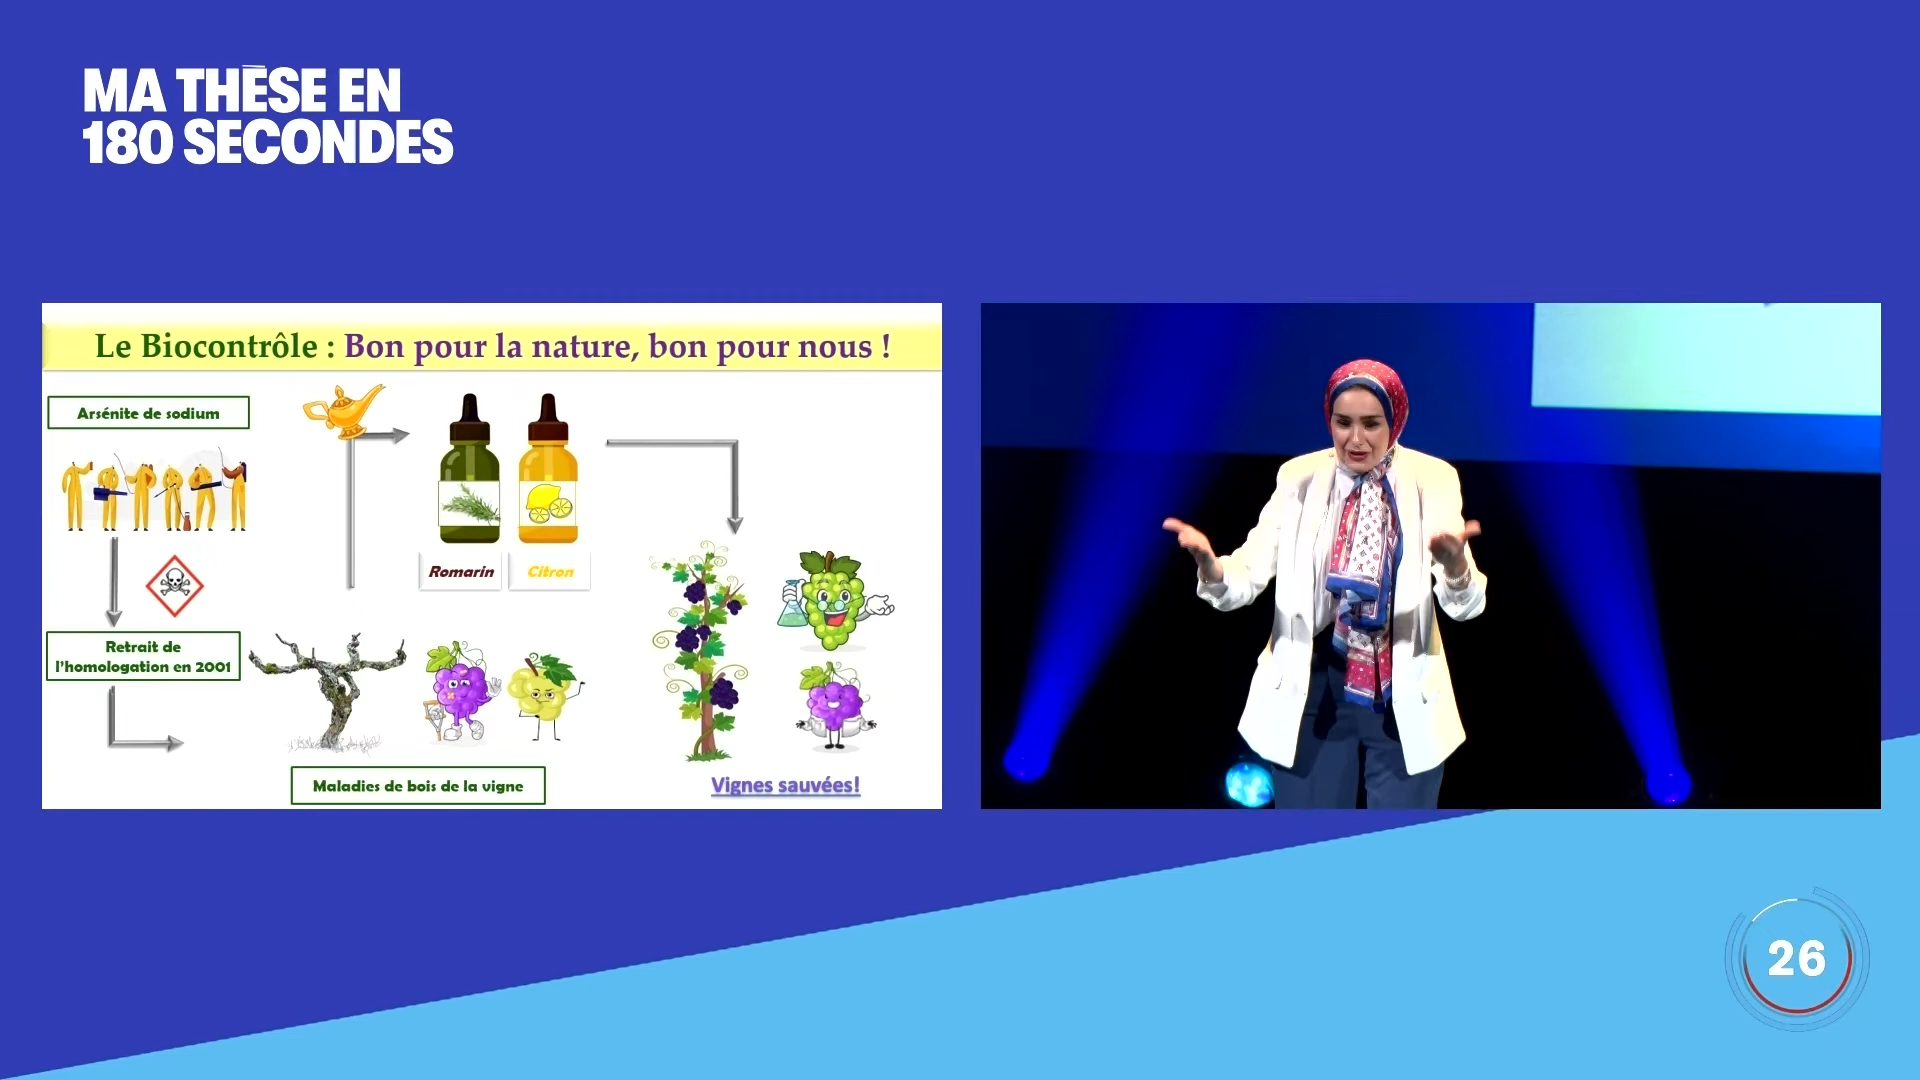 MA THÈSE EN
180 SECONDES
Le Biocontrôle : Bon pour la nature, bon pour nous !
Arsénite de sodium
Romarin
Citron
Retrait de
l'homologation en 2001
Maladies de bois de la vigne
Vignes sauvées!
26